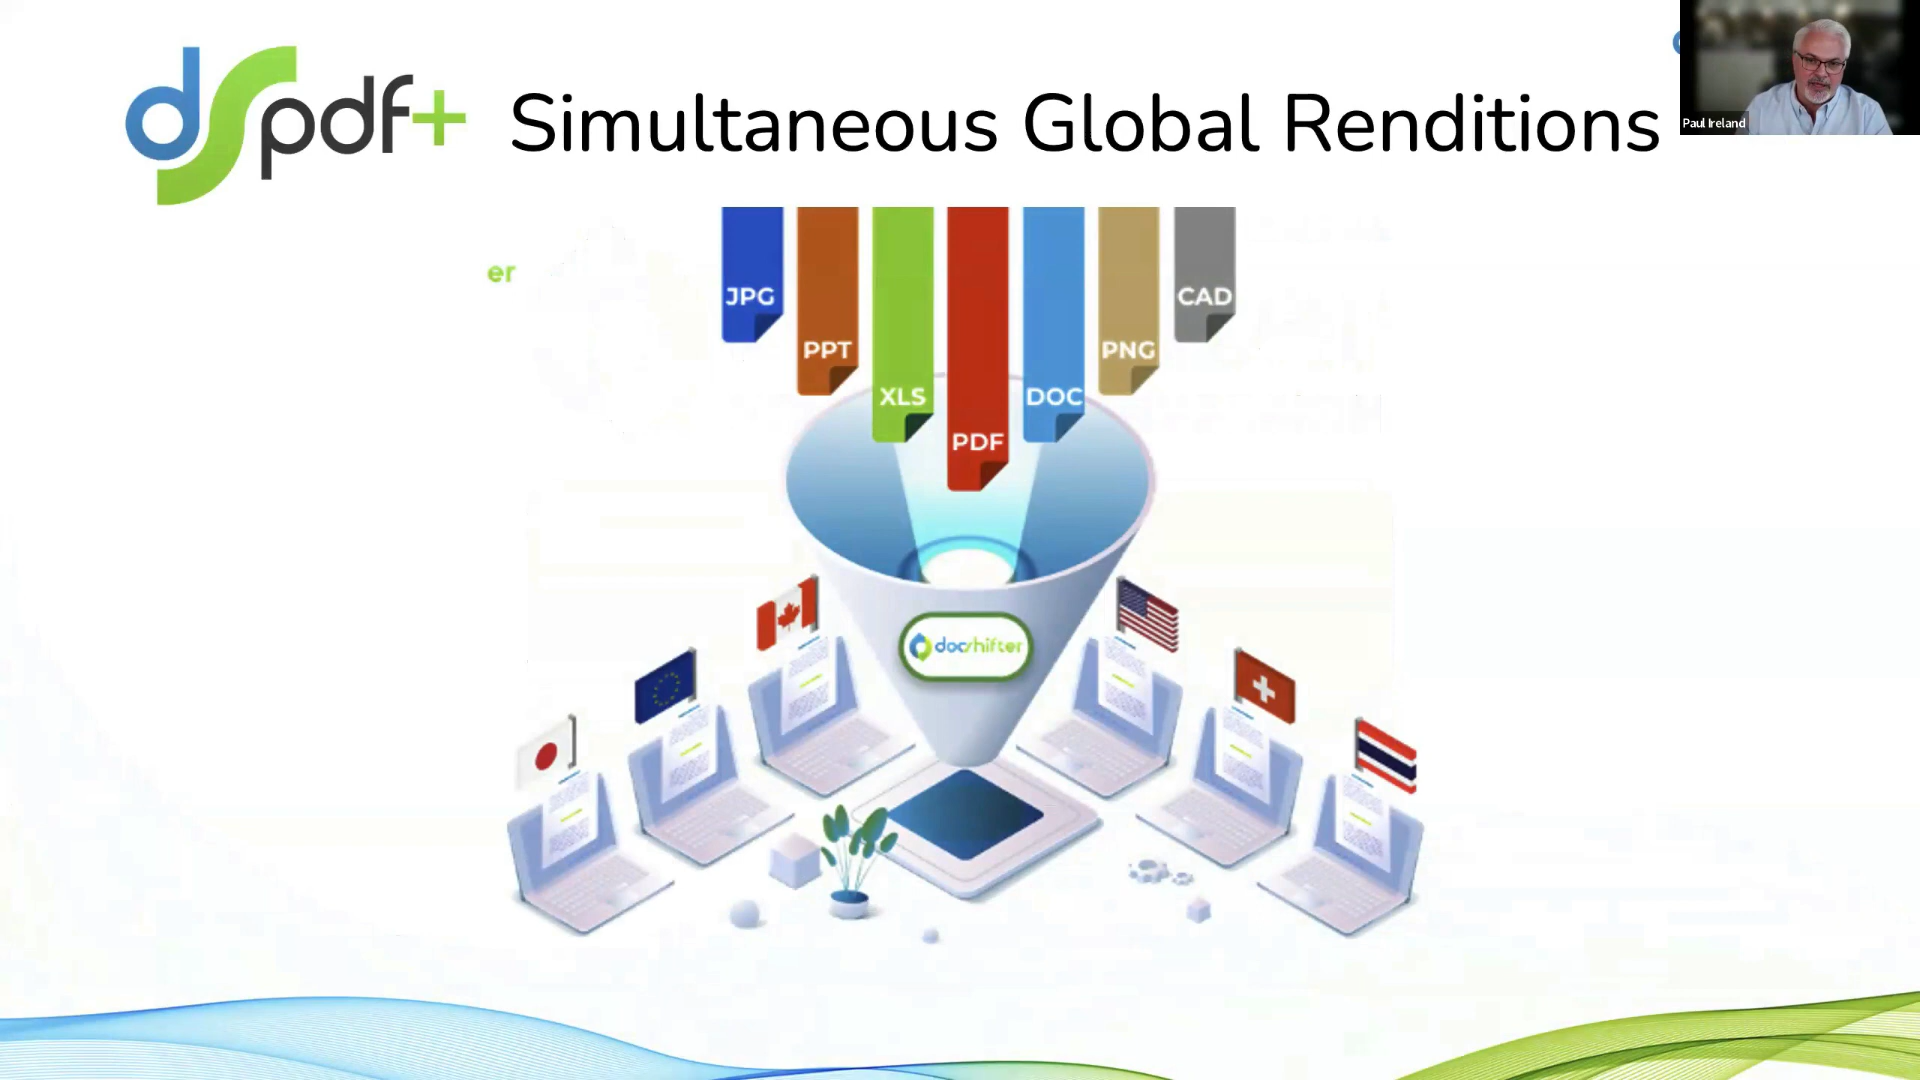 dspdf+ Simultaneous Global Renditions
Paul Ireland
er
JPG
CAD
PPT
PNG
XLS
DOC
PDF
docshifter